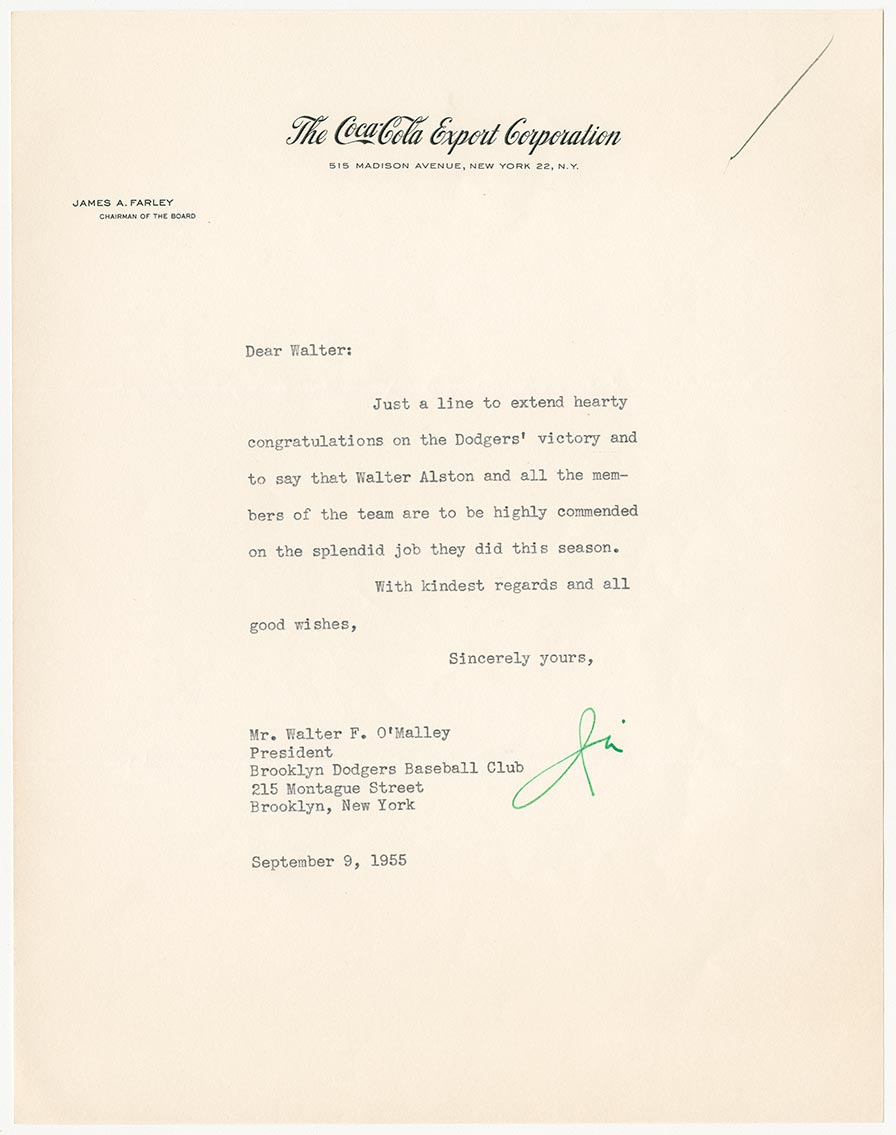 The Coca-Cola Export Corporation
515 MADISON AVENUE, NEW YORK 22, N.Y.
JAMES A. FARLEY
CHAIRMAN OF THE BOARD
Dear Walter:
Just a line to extend hearty
congratulations on the Dodgers' victory and
to say that Walter Alston and all the mem-
bers of the team are to be highly commended
on the splendid job they did this season.
With kindest regards and all
good wishes,
Sincerely yours,
Jim
Mr. Walter F. O'Malley
President
Brooklyn Dodgers Baseball Club
215 Montague Street
Brooklyn, New York
September 9, 1955